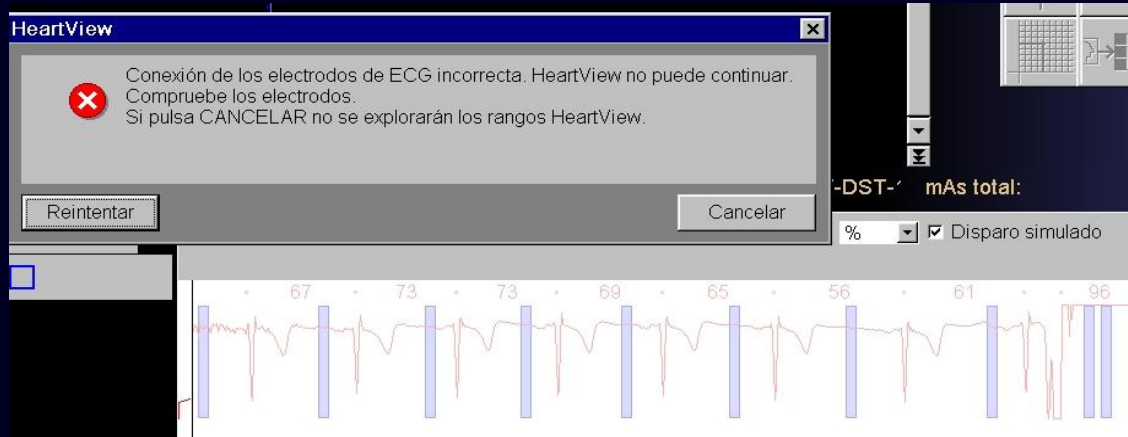 HeartView
Conexión de los electrodos de ECG incorrecta. HeartView no puede continuar.
Compruebe los electrodos.
Si pulsa CANCELAR no se explorarán los rangos HeartView.
Reintentar
Cancelar
-DST- mAs total:
% Disparo simulado
67 73 73 69 65 56 61 96